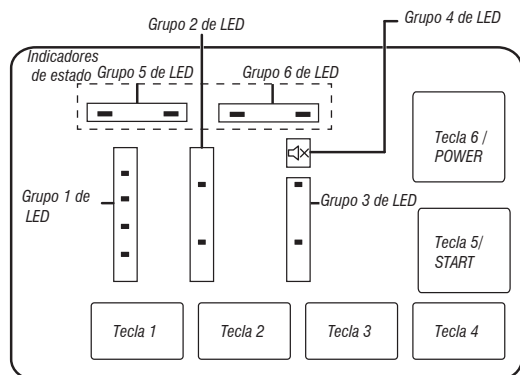 Grupo 2 de LED
Grupo 4 de LED
Indicadores
de estado
Grupo 5 de LED
Grupo 6 de LED
Tecla 6 /
POWER
Grupo 1 de
LED
Grupo 3 de LED
Tecla 5/
START
Tecla 1
Tecla 2
Tecla 3
Tecla 4